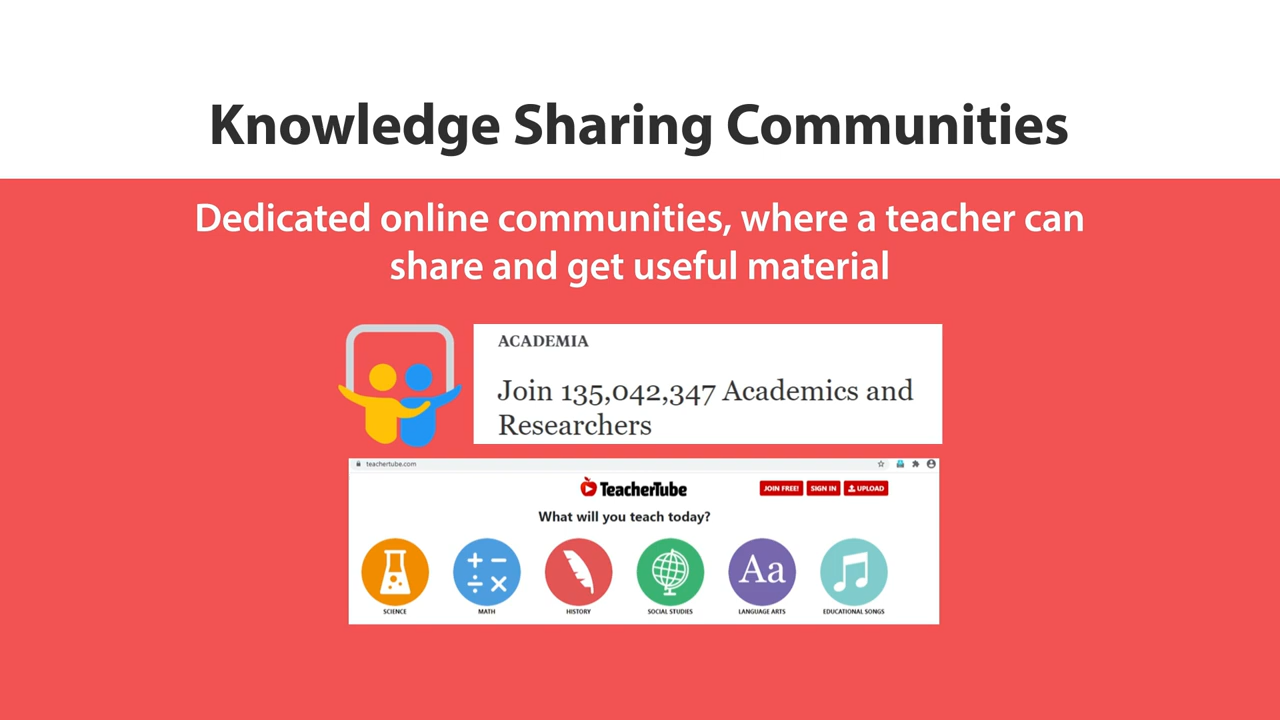 Knowledge Sharing Communities
Dedicated online communities, where a teacher can
share and get useful material
ACADEMIA
Join 135,042,347 Academics and
Researchers
teachertube.com
TeacherTube
JOIN FREE!
SIGN IN
UPLOAD
What will you teach today?
Aa
SCIENCE
MATH
HISTORY
SOCIAL STUDIES
LANGUAGE ARTS
EDUCATIONAL SONGS